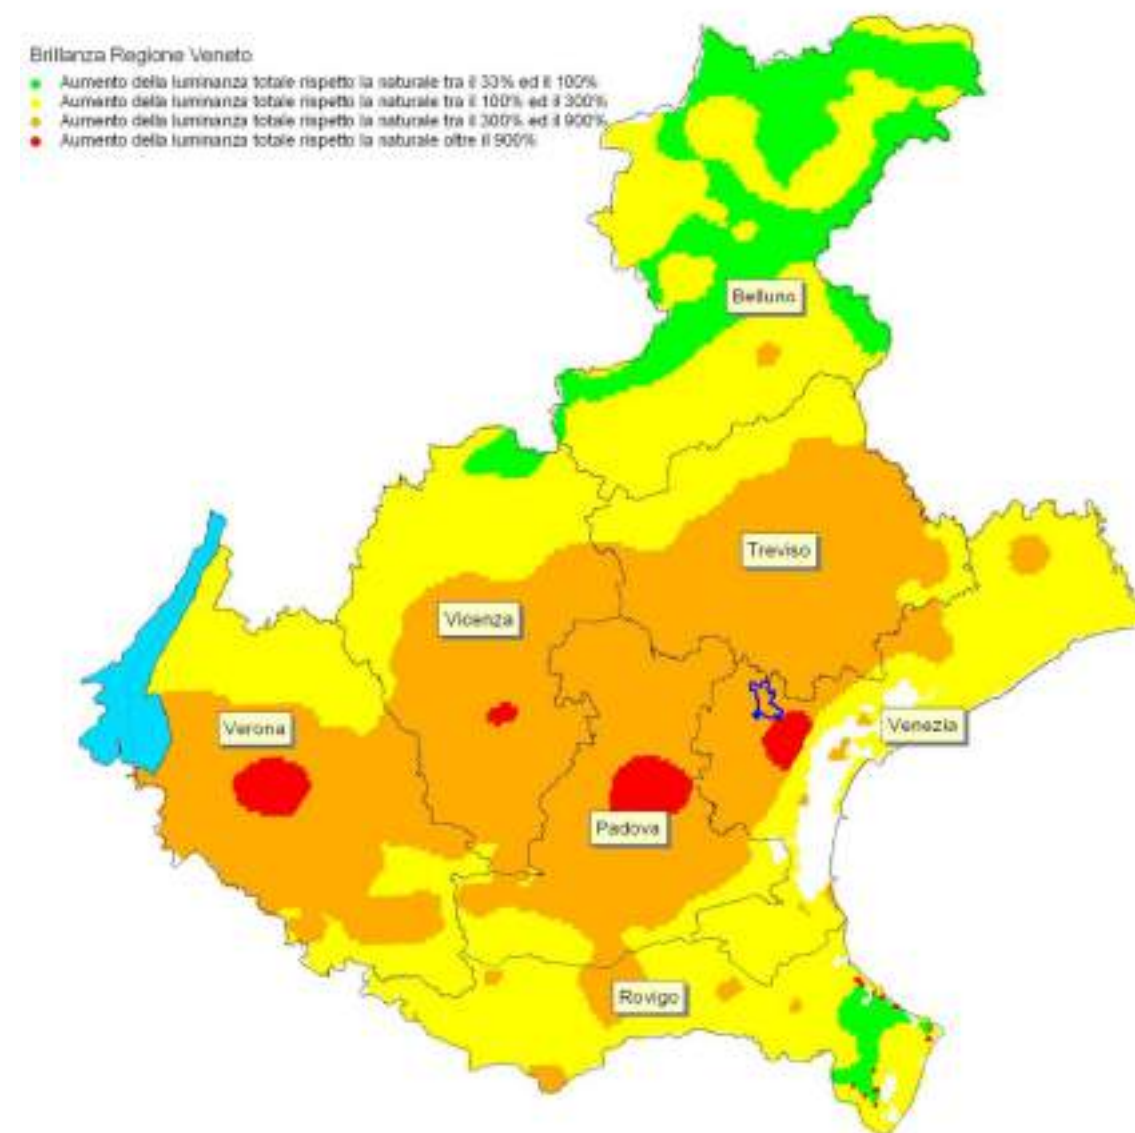 Brillanza Regione Veneto
Aumento della luminanza totale rispetto la naturale tra il 33% ed il 100%
Aumento della luminanza totale rispetto la naturale tra il 100% ed il 300%
Aumento della luminanza totale rispetto la naturale tra il 300% ed il 900%
Aumento della luminanza totale rispetto la naturale oltre il 900%
Belluno
Treviso
Vicenza
Verona
Venezia
Padova
Rovigo